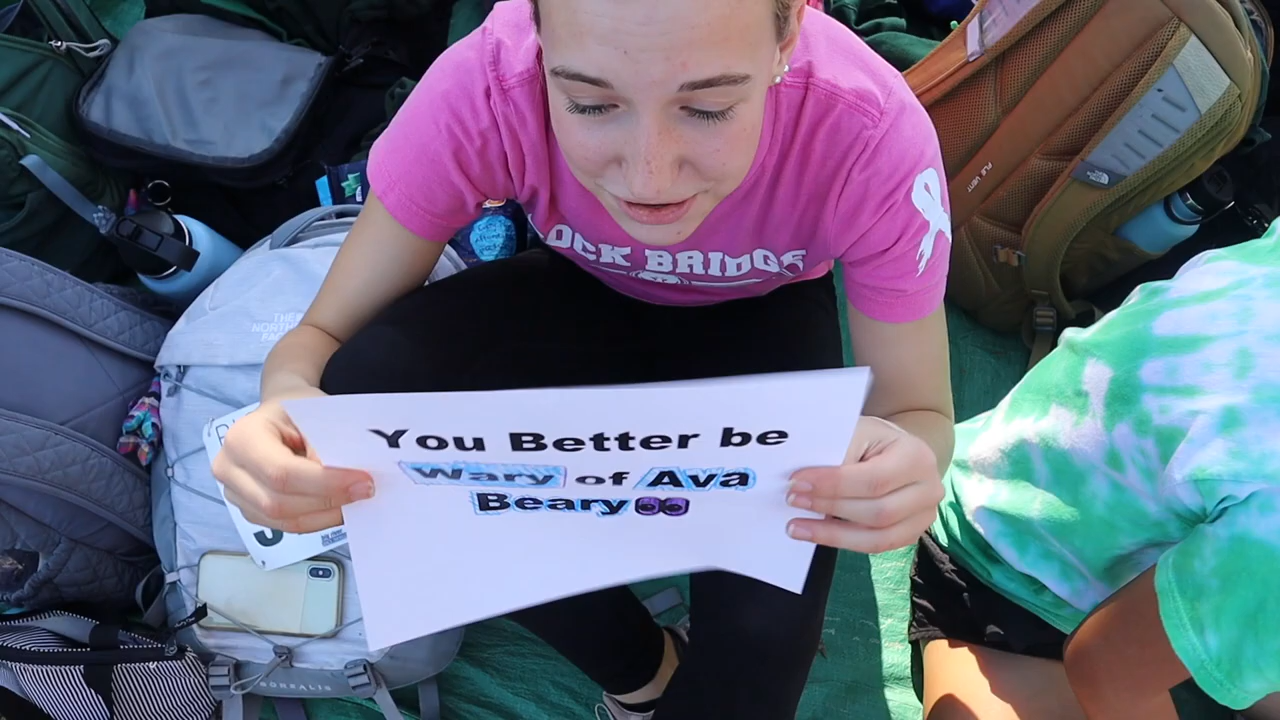 OCK BRIDGE
You Better be
Wary of Ava
Beary
THE
NORTH
FACE
BOREALIS